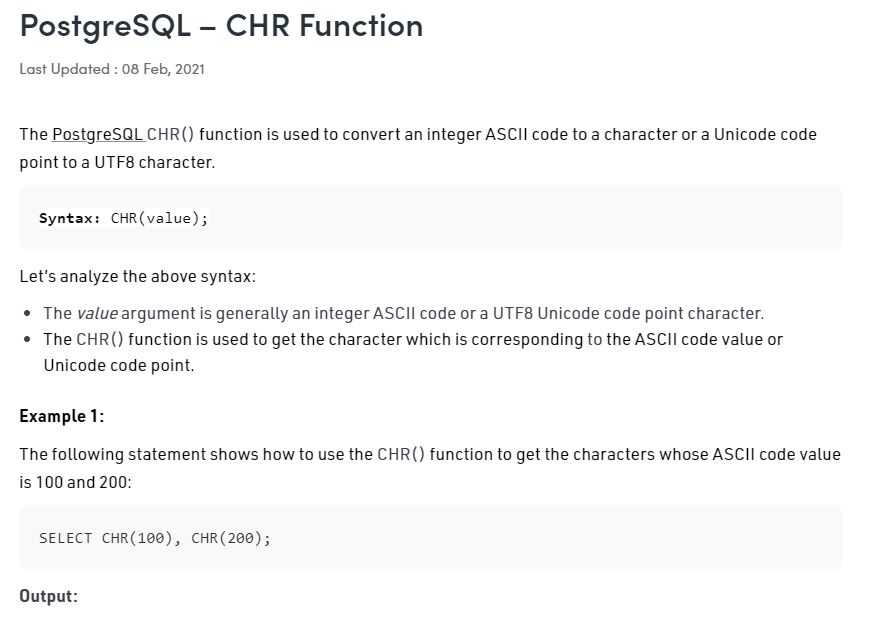 PostgreSQL – CHR Function
Last Updated : 08 Feb, 2021
The PostgreSQL CHR() function is used to convert an integer ASCII code to a character or a Unicode code
point to a UTF8 character.
Syntax: CHR(value);
Let's analyze the above syntax:
• The value argument is generally an integer ASCII code or a UTF8 Unicode code point character.
• The CHR() function is used to get the character which is corresponding to the ASCII code value or
Unicode code point.
Example 1:
The following statement shows how to use the CHR() function to get the characters whose ASCII code value
is 100 and 200:
SELECT CHR(100), CHR(200);
Output: